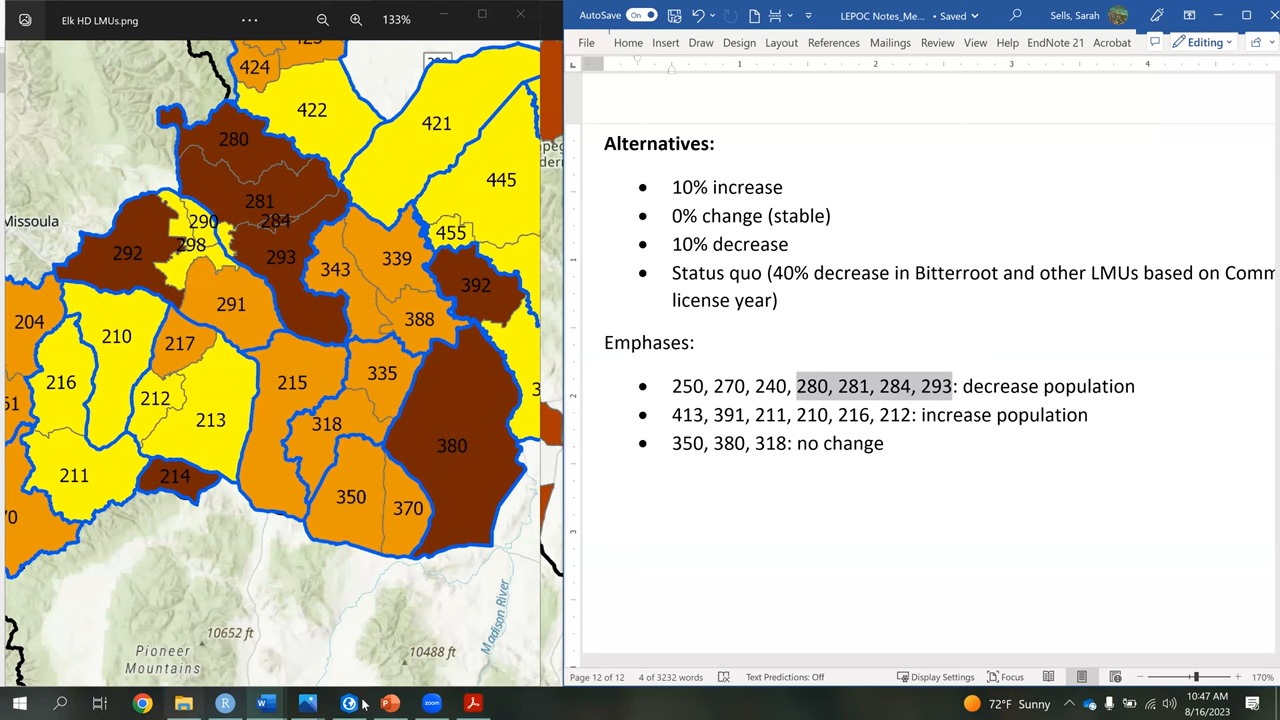 Elk HD LMUs.png
133%
AutoSave On
LEPOC Notes_Me... • Saved
Sells, Sarah
File Home Insert Draw Design Layout References Mailings Review View Help EndNote 21 Acrobat
Editing
1 2 3 4
Alternatives:
• 10% increase
• 0% change (stable)
• 10% decrease
• Status quo (40% decrease in Bitterroot and other LMUs based on Comm
license year)
Emphases:
• 250, 270, 240, 280, 281, 284, 293: decrease population
• 413, 391, 211, 210, 216, 212: increase population
• 350, 380, 318: no change
424
422
421
280
445
281
Missoula
290
284
455
298
292
293
343
339
392
291
388
204
210
217
335
216
215
212
213
318
380
211
214
350
370
Madison River
10652 ft
Pioneer
Mountains
10488 ft
Page 12 of 12 4 of 3232 words Text Predictions: Off Display Settings Focus 170%
72°F Sunny
10:47 AM
8/16/2023